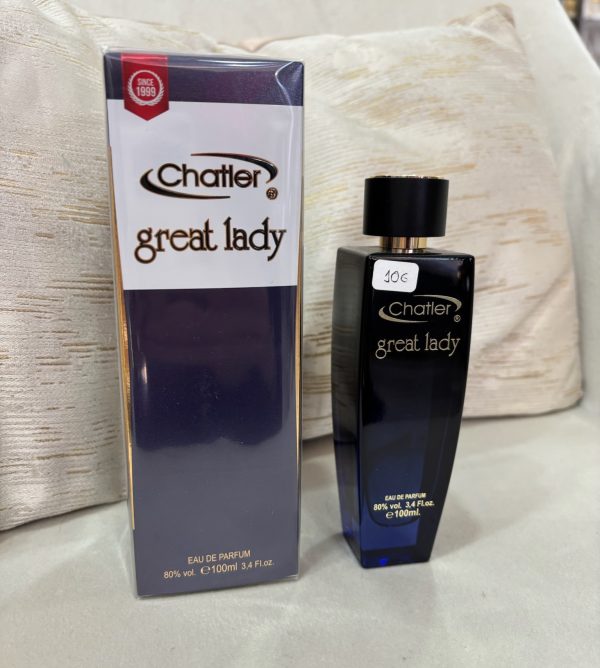 SINCE
1999
Chatler ®
great lady
EAU DE PARFUM
80% vol. ℮100ml 3,4 Fl.oz.
10€
Chatler ®
great lady
EAU DE PARFUM
80% vol. 3,4 Fl.oz.
℮100ml.